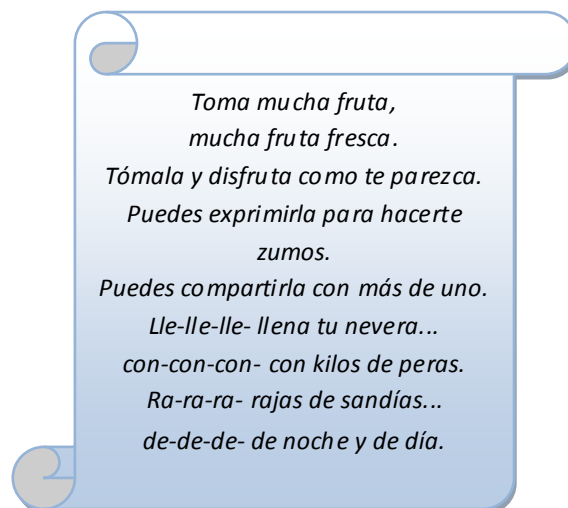 Toma mucha fruta,
mucha fruta fresca.
Tómala y disfruta como te parezca.
Puedes exprimirla para hacerte
zumos.
Puedes compartirla con más de uno.
Lle-lle-lle- llena tu nevera...
con-con-con- con kilos de peras.
Ra-ra-ra- rajas de sandías...
de-de-de- de noche y de día.